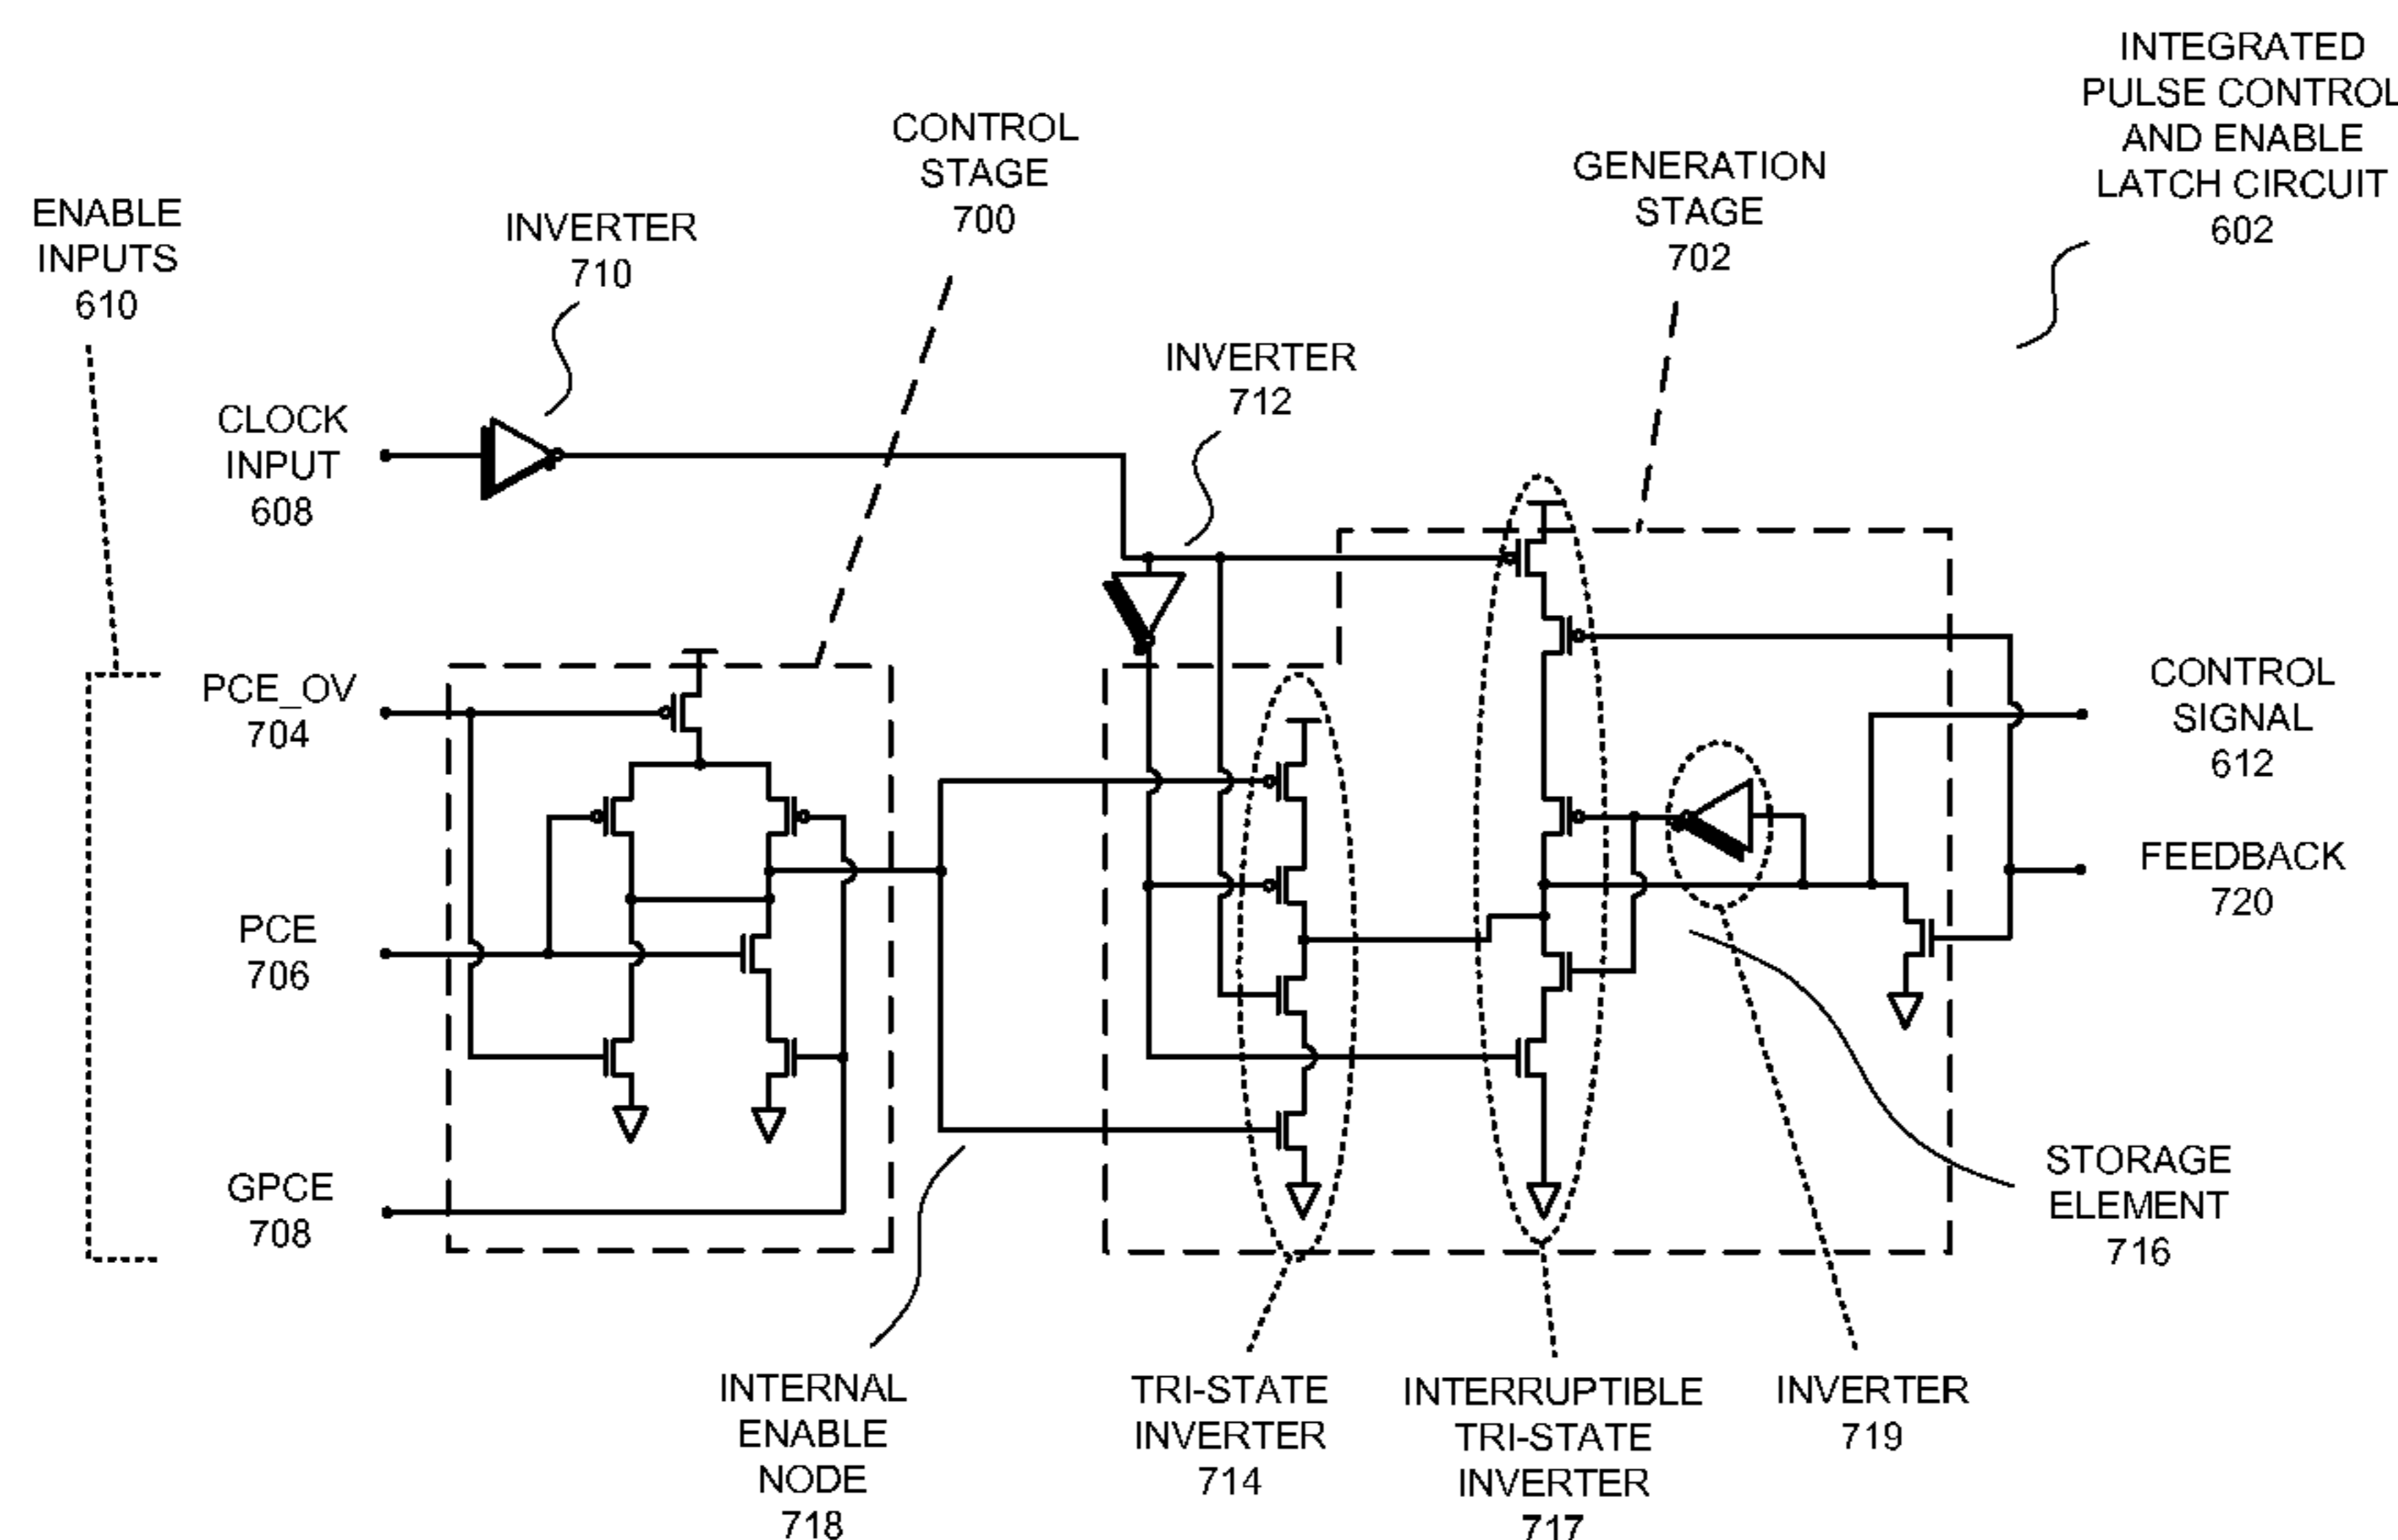 INTEGRATED
PULSE CONTROL
AND ENABLE
LATCH CIRCUIT
602
CONTROL
STAGE
700
GENERATION
STAGE
702
ENABLE
INPUTS
610
INVERTER
710
INVERTER
712
CLOCK
INPUT
608
PCE_OV
704
CONTROL
SIGNAL
612
FEEDBACK
720
PCE
706
GPCE
708
STORAGE
ELEMENT
716
INTERNAL
ENABLE
NODE
718
TRI-STATE
INVERTER
714
INTERRUPTIBLE
TRI-STATE
INVERTER
717
INVERTER
719